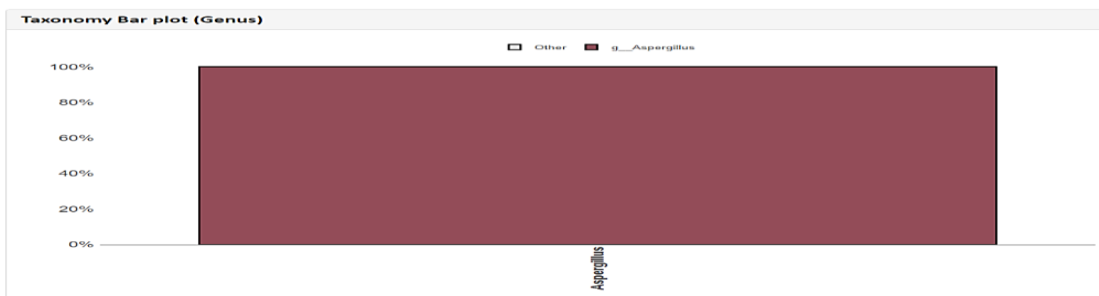 Taxonomy Bar plot (Genus)
Other g__Aspergillus
100%
80%
60%
40%
20%
0%
Aspergillus